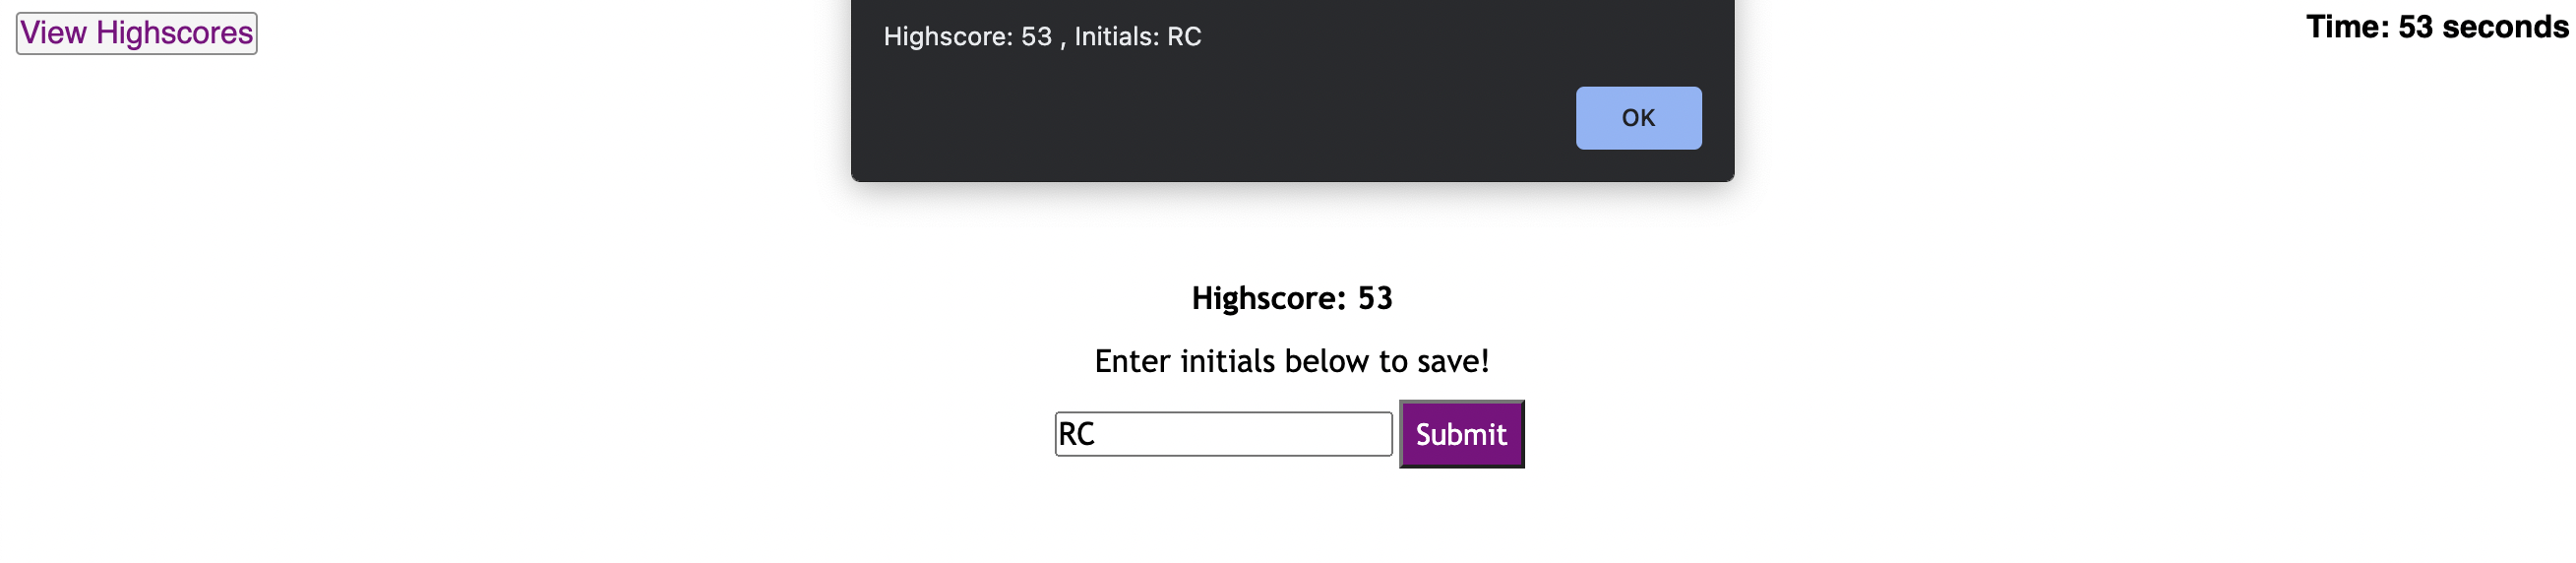 View Highscores
Highscore: 53 , Initials: RC
Time: 53 seconds
OK
Highscore: 53
Enter initials below to save!
RC
Submit